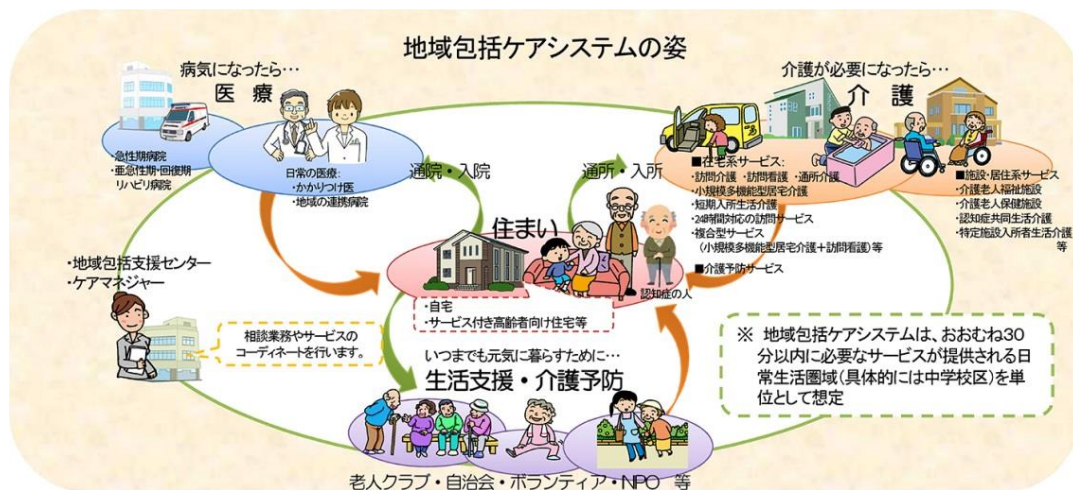 地域包括ケアシステムの姿
病気になったら…
医 療
・急性期病院
・亜急性期・回復期
リハビリ病院
日常の医療:
・かかりつけ医
・地域の連携病院
通院・入院
介護が必要になったら…
介 護
通所・入所
■在宅系サービス:
・訪問介護 ・訪問看護 ・通所介護
・小規模多機能型居宅介護
・短期入所生活介護
・24時間対応の訪問サービス
・複合型サービス
(小規模多機能型居宅介護+訪問看護)等
■介護予防サービス
■施設・居住系サービス
・介護老人福祉施設
・介護老人保健施設
・認知症共同生活介護
・特定施設入所者生活介護
等
住まい
認知症の人
・自宅
・サービス付き高齢者向け住宅等
・地域包括支援センター
・ケアマネジャー
相談業務やサービスの
コーディネートを行います。
いつまでも元気に暮らすために…
生活支援・介護予防
老人クラブ・自治会・ボランティア・NPO 等
※ 地域包括ケアシステムは、おおむね30
分以内に必要なサービスが提供される日
常生活圏域(具体的には中学校区)を単
位として想定